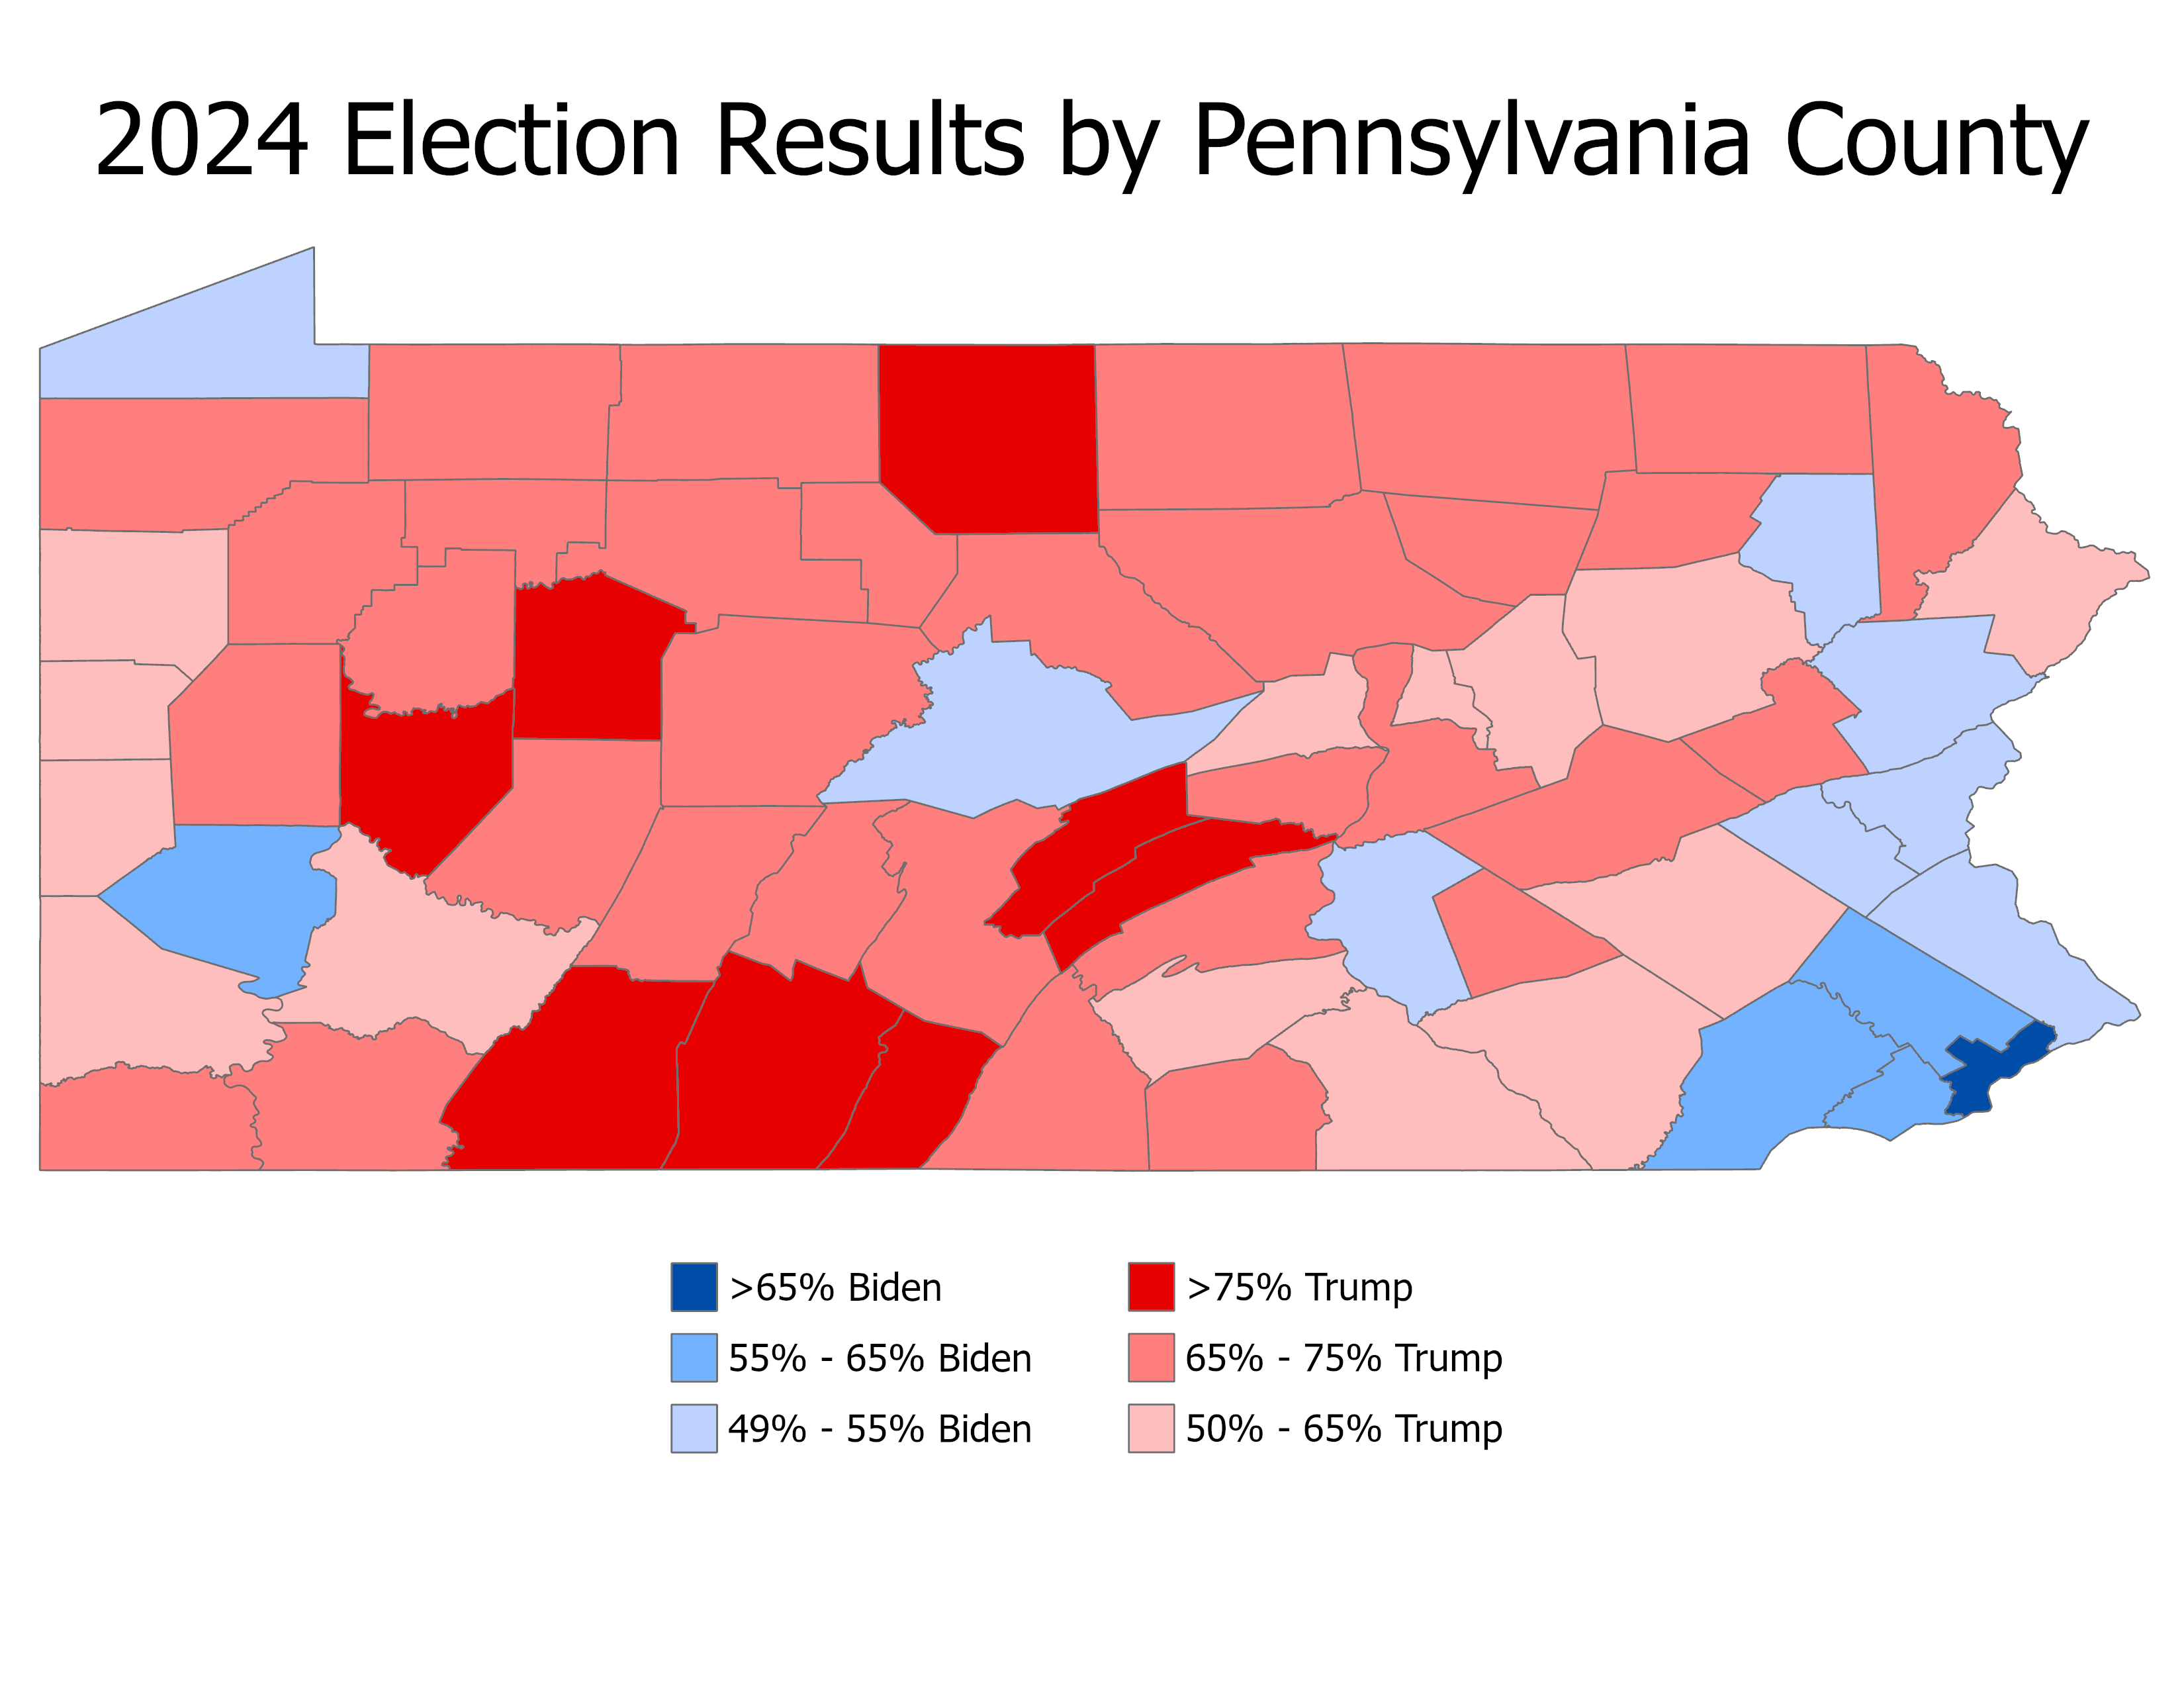 2024 Election Results by Pennsylvania County
>65% Biden
55% - 65% Biden
49% - 55% Biden
>75% Trump
65% - 75% Trump
50% - 65% Trump